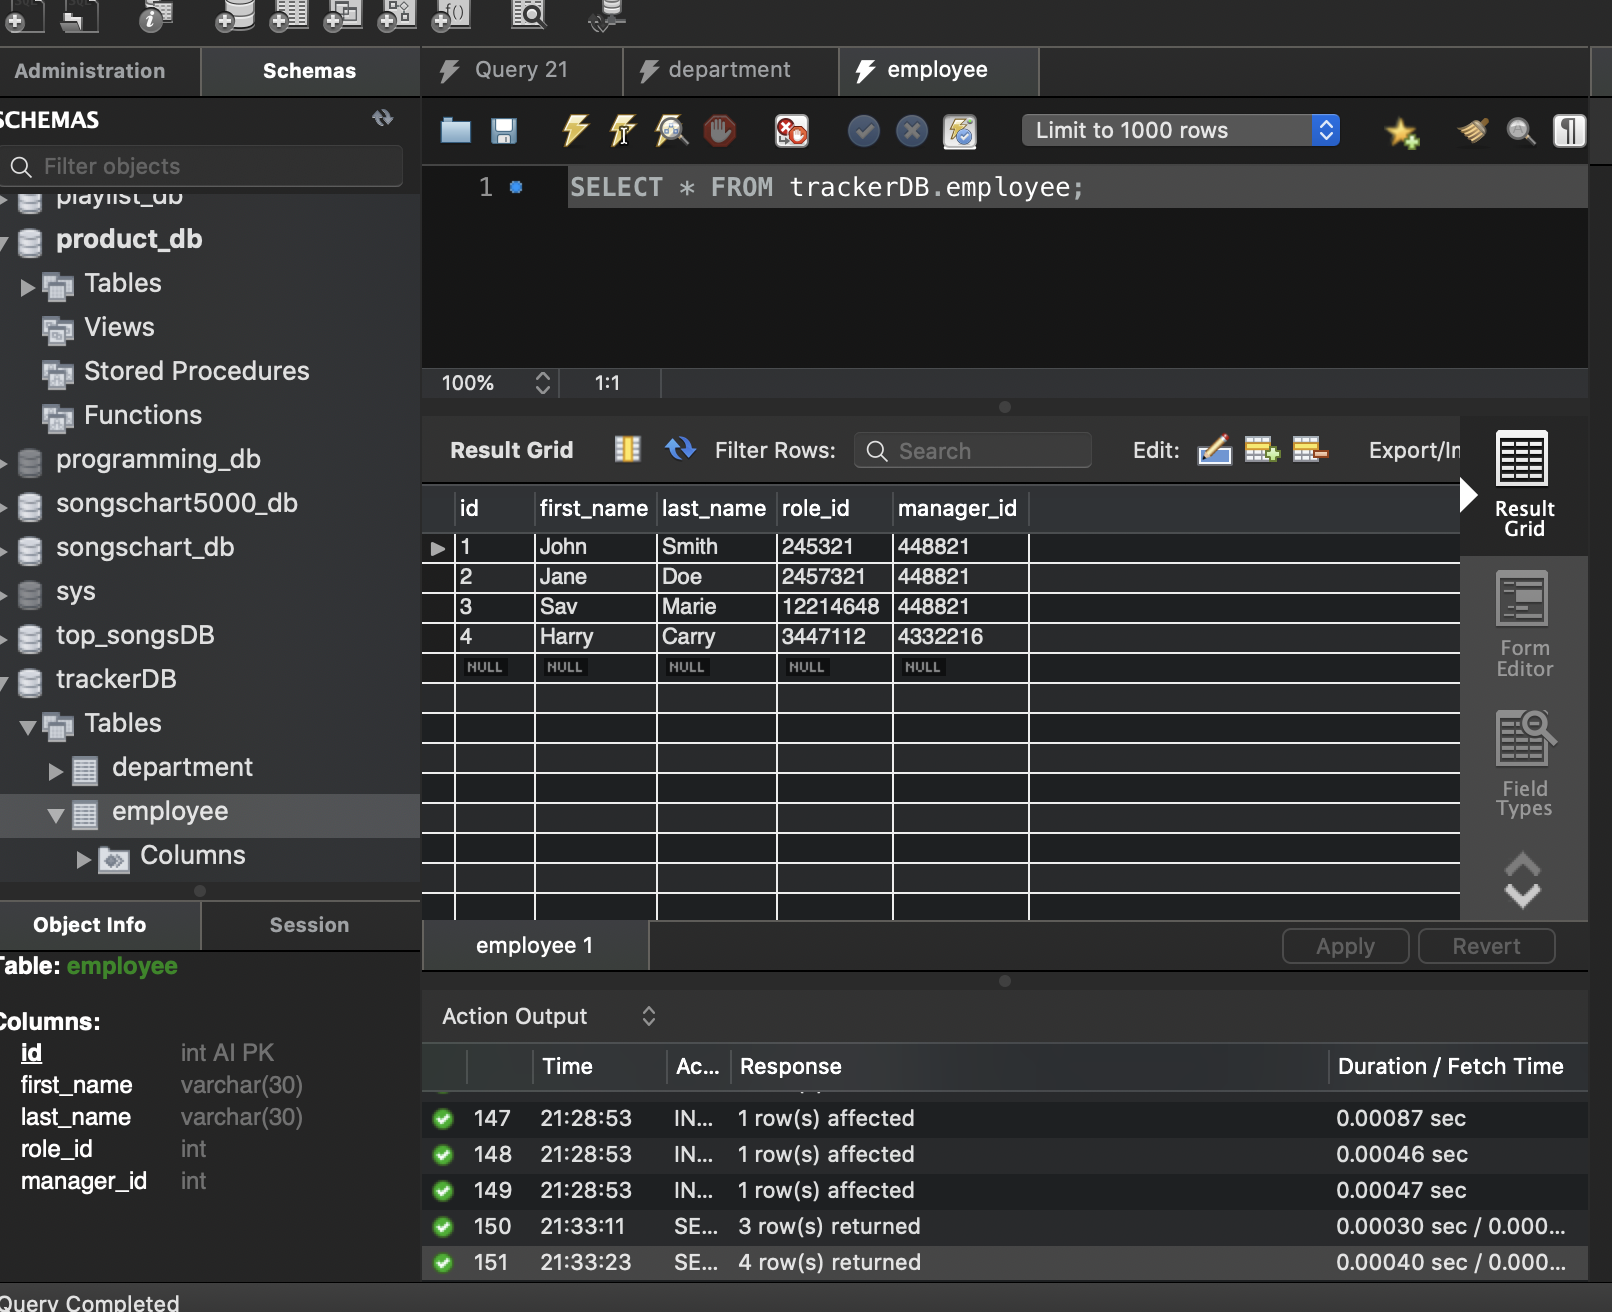 Administration
Schemas
Query 21
department
employee
SCHEMAS
Filter objects
playlist_db
product_db
Tables
Views
Stored Procedures
Functions
programming_db
songschart5000_db
songschart_db
sys
top_songsDB
trackerDB
Tables
department
employee
Columns
Object Info
Session
Table: employee
Columns:
id int AI PK
first_name varchar(30)
last_name varchar(30)
role_id int
manager_id int
Limit to 1000 rows
1 SELECT * FROM trackerDB.employee;
100% 1:1
Result Grid Filter Rows: Search Edit: Export/Im
id first_name last_name role_id manager_id
1 John Smith 245321 448821
2 Jane Doe 2457321 448821
3 Sav Marie 12214648 448821
4 Harry Carry 3447112 4332216
NULL NULL NULL NULL NULL
Result
Grid
Form
Editor
Field
Types
employee 1
Apply
Revert
Action Output
Time Ac... Response Duration / Fetch Time
147 21:28:53 IN... 1 row(s) affected 0.00087 sec
148 21:28:53 IN... 1 row(s) affected 0.00046 sec
149 21:28:53 IN... 1 row(s) affected 0.00047 sec
150 21:33:11 SE... 3 row(s) returned 0.00030 sec / 0.000...
151 21:33:23 SE... 4 row(s) returned 0.00040 sec / 0.000...
Query Completed